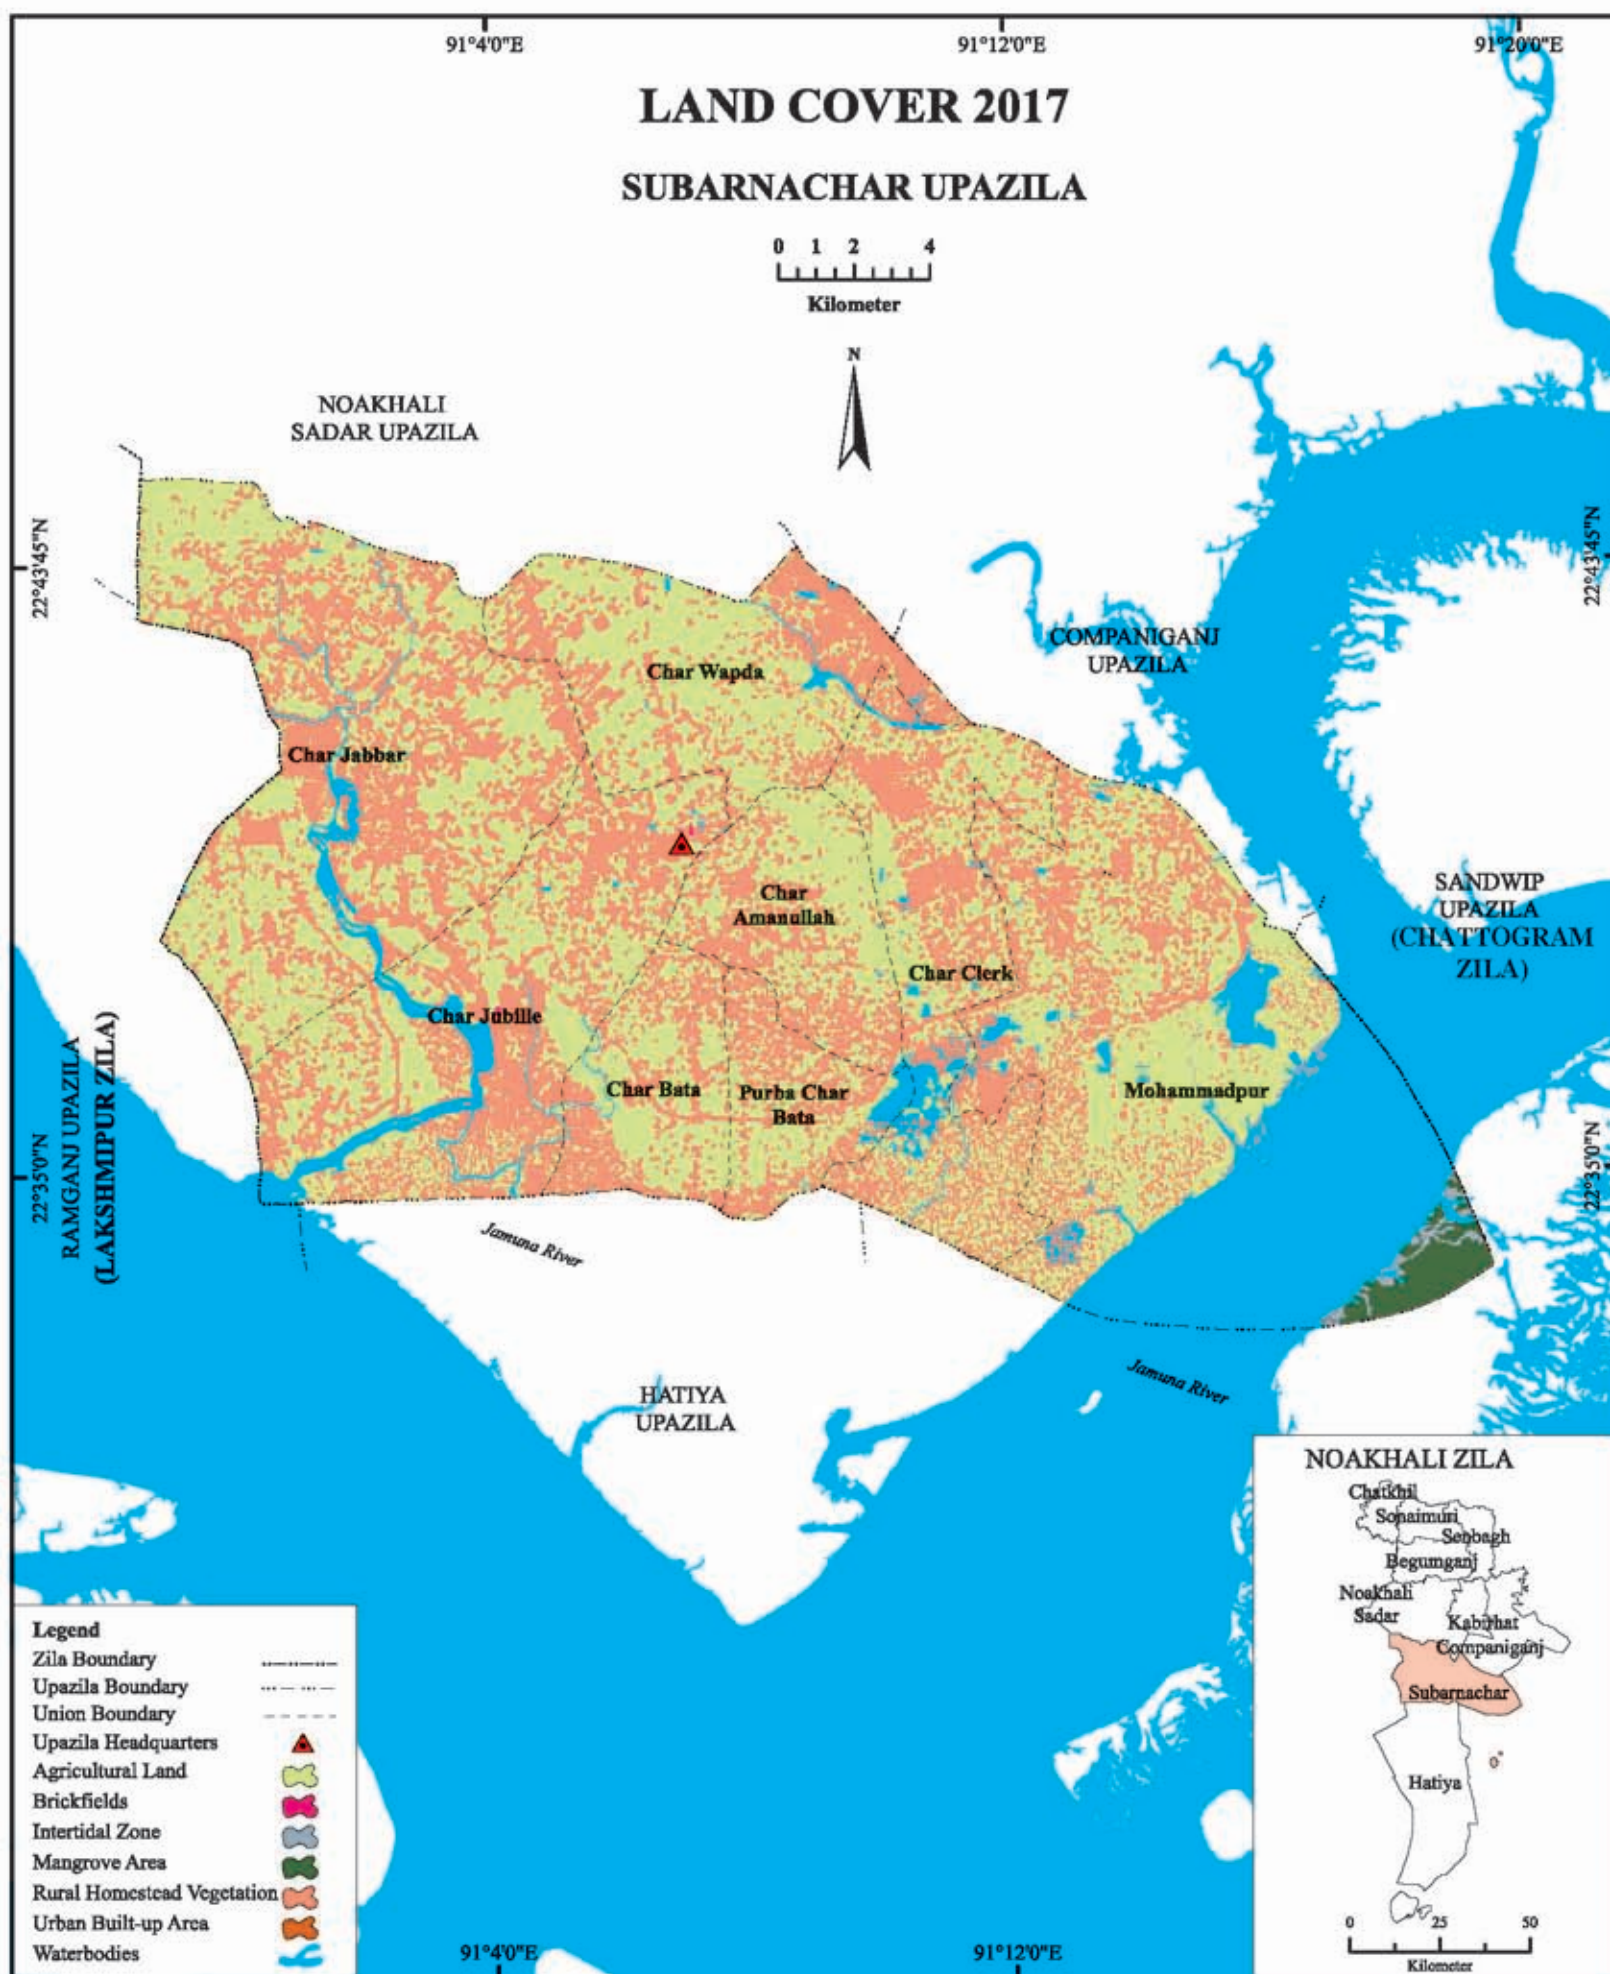 91°4'0"E
91°12'0"E
91°20'0"E
LAND COVER 2017
SUBARNACHAR UPAZILA
0 1 2 4
Kilometer
N
NOAKHALI
SADAR UPAZILA
22°43'45"N
22°43'45"N
COMPANIGANJ
UPAZILA
Char Wapda
Char Jabbar
SANDWIP
UPAZILA
(CHATTOGRAM
ZILA)
Char
Amanullah
Char Clerk
Char Jubille
Char Bata
Purba Char
Bata
Mohammadpur
RAMGANJ UPAZILA
(LAKSHMIPUR ZILA)
22°35'0"N
22°35'0"N
Jamuna River
Jamuna River
HATIYA
UPAZILA
Legend
Zila Boundary
Upazila Boundary
Union Boundary
Upazila Headquarters
Agricultural Land
Brickfields
Intertidal Zone
Mangrove Area
Rural Homestead Vegetation
Urban Built-up Area
Waterbodies
91°4'0"E
91°12'0"E
NOAKHALI ZILA
Chatkhil
Sonaimuri
Senbagh
Begumganj
Noakhali
Sadar
Kabirhat
Companiganj
Subarnachar
Hatiya
0 25 50
Kilometer